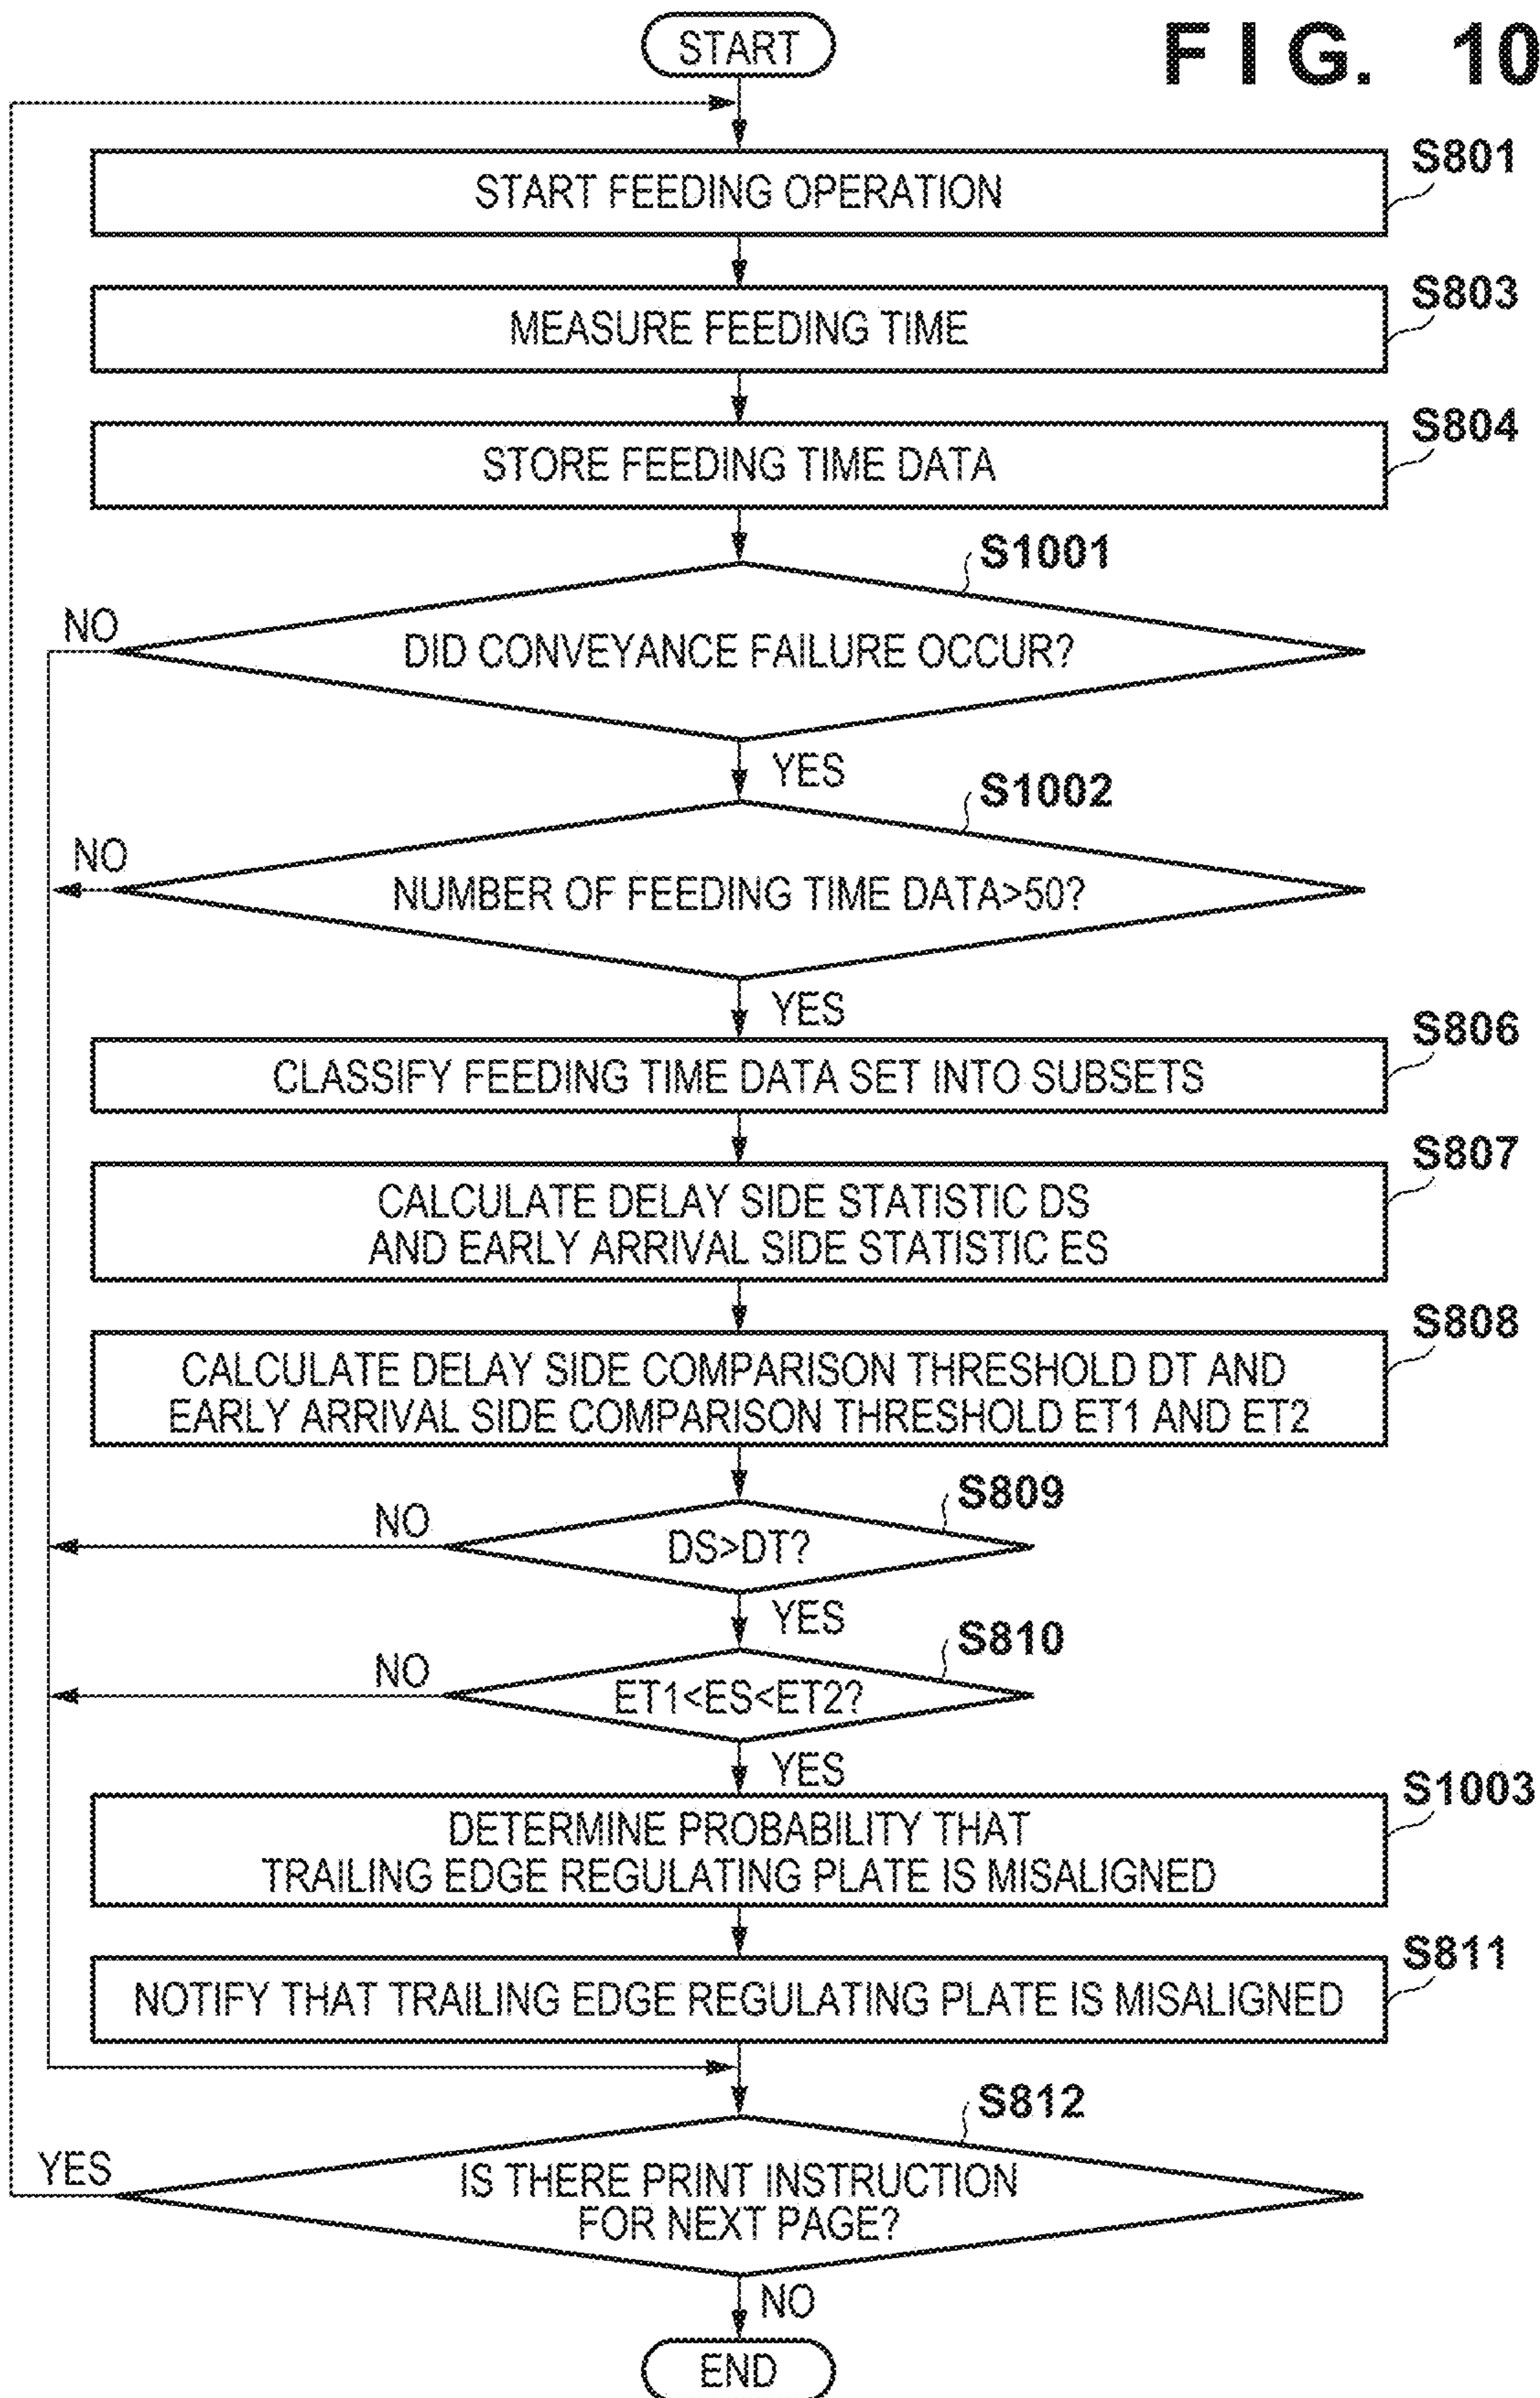 FIG. 10
START
S801
START FEEDING OPERATION
S803
MEASURE FEEDING TIME
S804
STORE FEEDING TIME DATA
S1001
NO
DID CONVEYANCE FAILURE OCCUR?
YES
S1002
NO
NUMBER OF FEEDING TIME DATA>50?
YES
S806
CLASSIFY FEEDING TIME DATA SET INTO SUBSETS
S807
CALCULATE DELAY SIDE STATISTIC DS
AND EARLY ARRIVAL SIDE STATISTIC ES
S808
CALCULATE DELAY SIDE COMPARISON THRESHOLD DT AND
EARLY ARRIVAL SIDE COMPARISON THRESHOLD ET1 AND ET2
S809
NO
DS>DT?
YES
S810
NO
ET1<ES<ET2?
YES
S1003
DETERMINE PROBABILITY THAT
TRAILING EDGE REGULATING PLATE IS MISALIGNED
S811
NOTIFY THAT TRAILING EDGE REGULATING PLATE IS MISALIGNED
S812
YES
IS THERE PRINT INSTRUCTION
FOR NEXT PAGE?
NO
END